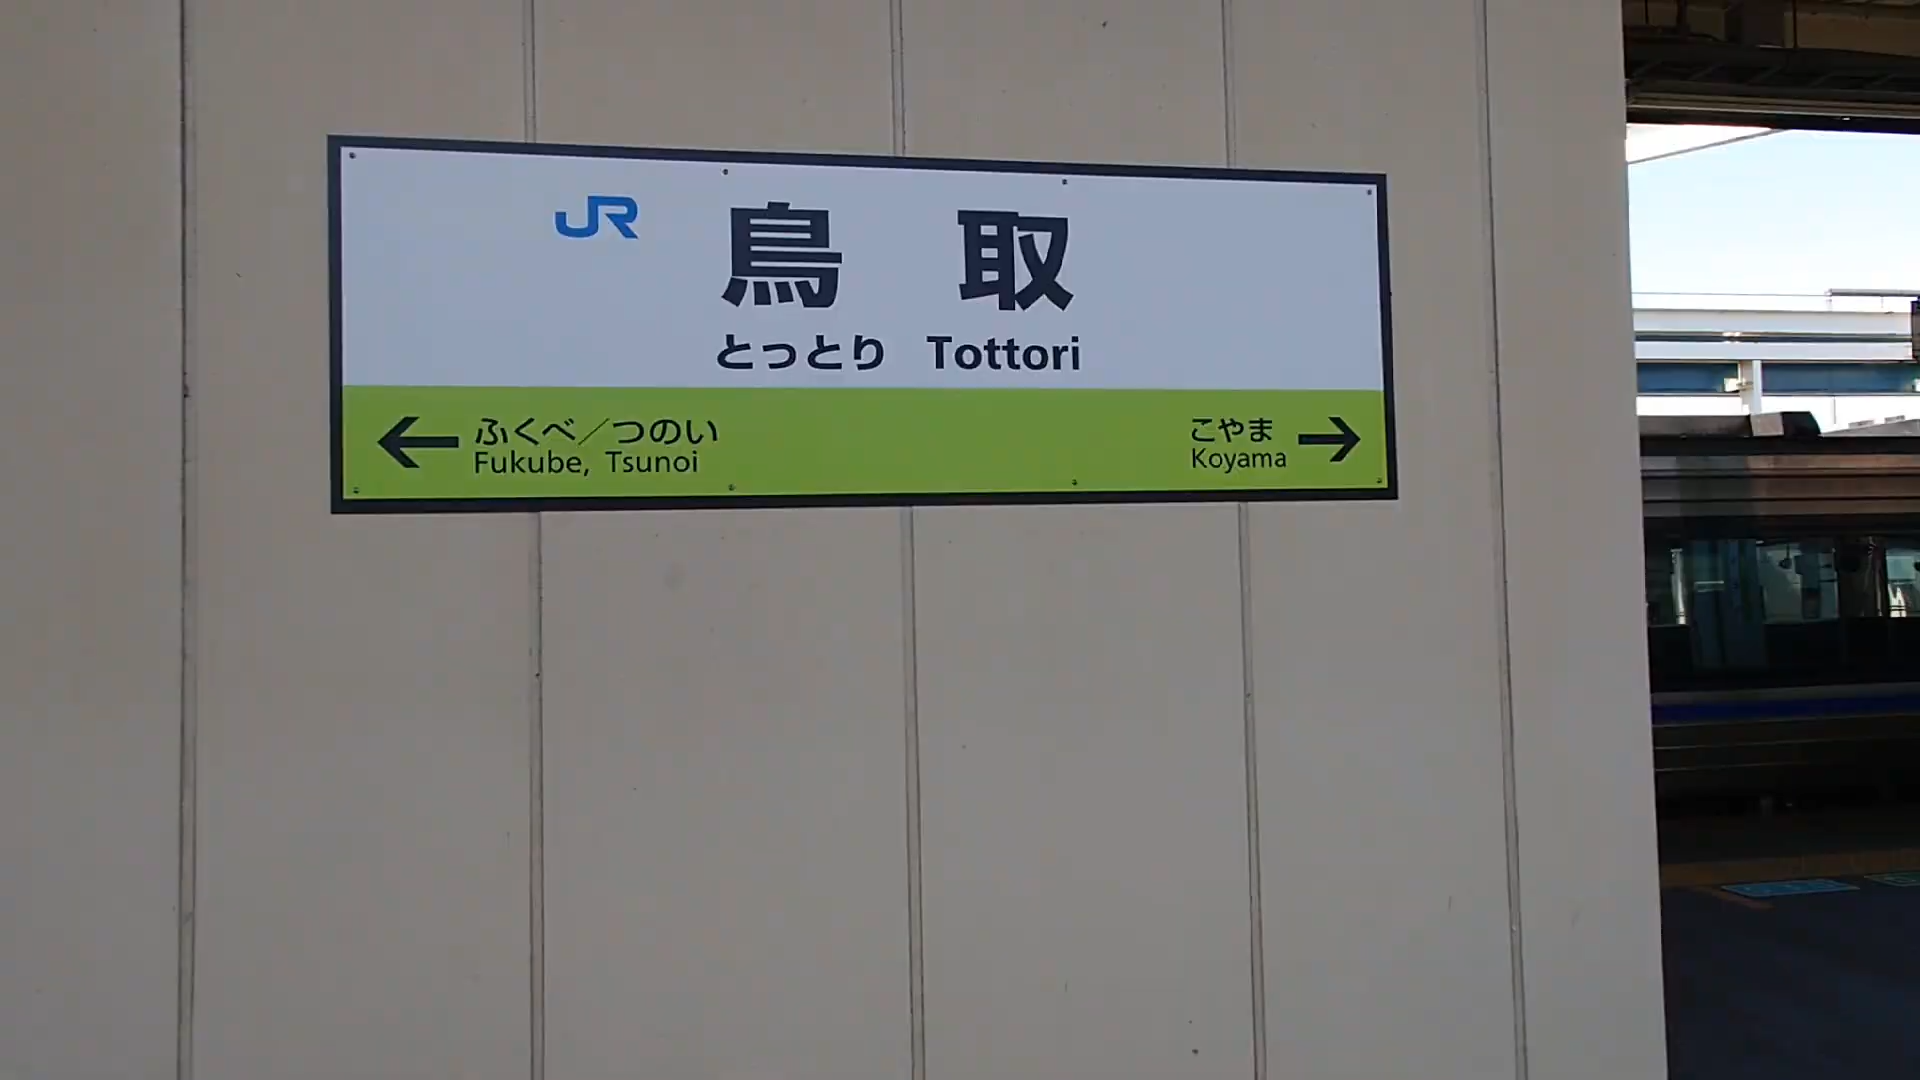 JR 鳥取
とっとり Tottori
← ふくべ／つのい
Fukube, Tsunoi
こやま →
Koyama